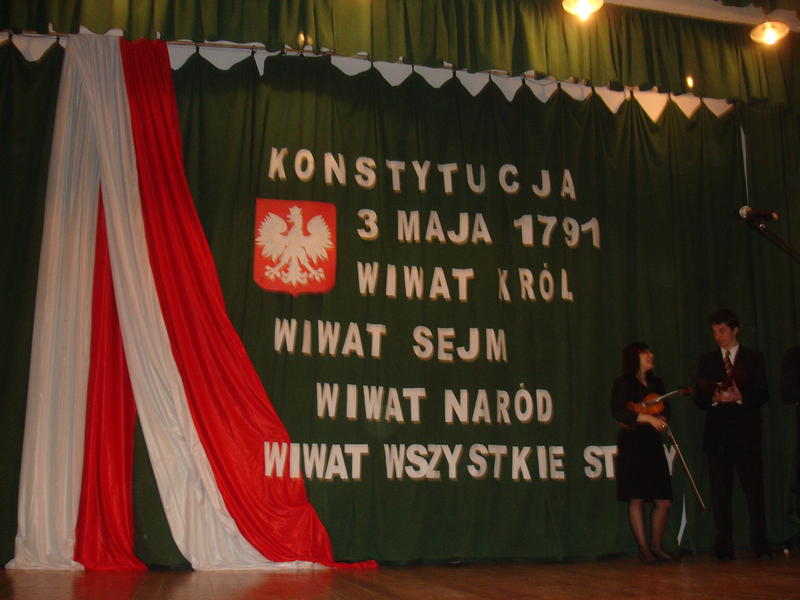 KONSTYTUCJA
3 MAJA 1791
WIWAT KRÓL
WIWAT SEJM
WIWAT NARÓD
WIWAT WSZYSTKIE